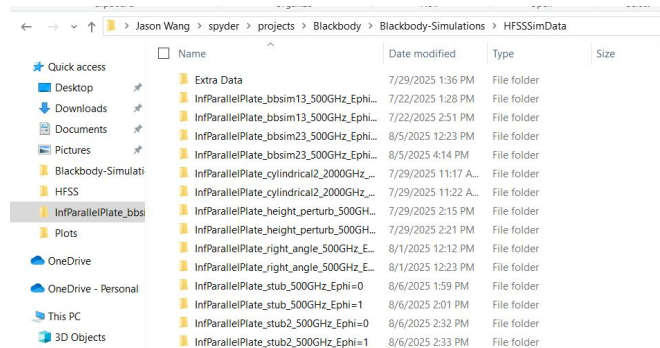 Jason Wang > spyder > projects > Blackbody > Blackbody-Simulations > HFSSSimData
Name Date modified Type Size
Quick access
Desktop
Downloads
Documents
Pictures
Blackbody-Simulati
HFSS
InfParallelPlate_bbsi
Plots
OneDrive
OneDrive - Personal
This PC
3D Objects
Extra Data 7/29/2025 1:36 PM File folder
InfParallelPlate_bbsim13_500GHz_Ephi... 7/22/2025 1:28 PM File folder
InfParallelPlate_bbsim13_500GHz_Ephi... 7/22/2025 2:51 PM File folder
InfParallelPlate_bbsim23_500GHz_Ephi... 8/5/2025 12:23 PM File folder
InfParallelPlate_bbsim23_500GHz_Ephi... 8/5/2025 4:14 PM File folder
InfParallelPlate_cylindrical2_2000GHz_... 7/29/2025 11:17 A... File folder
InfParallelPlate_cylindrical2_2000GHz_... 7/29/2025 11:22 A... File folder
InfParallelPlate_height_perturb_500GH... 7/29/2025 2:15 PM File folder
InfParallelPlate_height_perturb_500GH... 7/29/2025 2:21 PM File folder
InfParallelPlate_right_angle_500GHz_E... 8/1/2025 12:12 PM File folder
InfParallelPlate_right_angle_500GHz_E... 8/1/2025 12:23 PM File folder
InfParallelPlate_stub_500GHz_Ephi=0 8/6/2025 1:59 PM File folder
InfParallelPlate_stub_500GHz_Ephi=1 8/6/2025 2:01 PM File folder
InfParallelPlate_stub2_500GHz_Ephi=0 8/6/2025 2:32 PM File folder
InfParallelPlate_stub2_500GHz_Ephi=1 8/6/2025 2:33 PM File folder